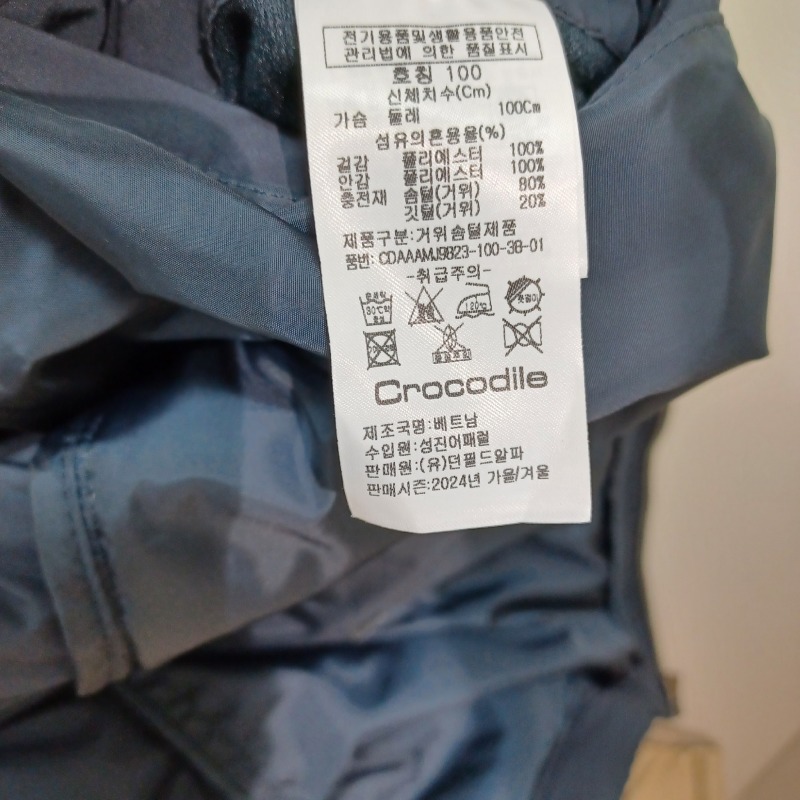 전기용품및생활용품안전
관리법에 의한 품질표시
호칭 100
신체치수(Cm)
가슴 둘레 100Cm
섬유의혼용율(%)
겉감 폴리에스터 100%
안감 폴리에스터 100%
충전재 솜털(거위) 80%
깃털(거위) 20%
제품구분:거위솜털제품
품번: CDAAAMJ9823-100-38-01
-취급주의-
30℃
120℃
Crocodile
제조국명:베트남
수입원:성진어패럴
판매원:(유)던필드알파
판매시즌:2024년 가을/겨울